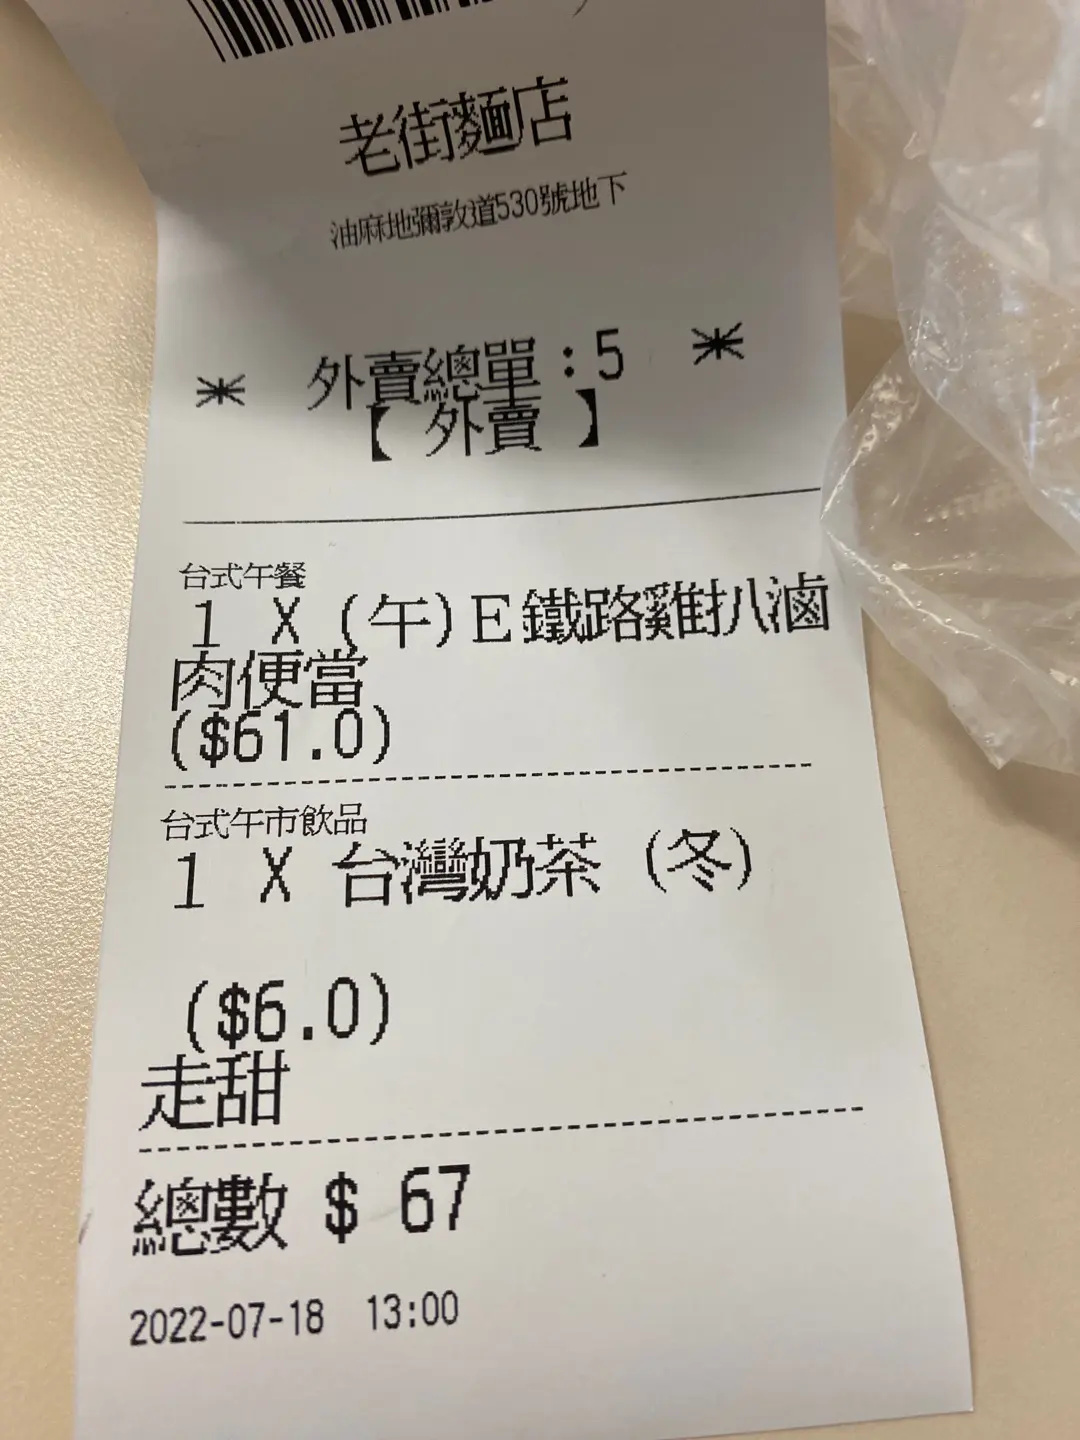 老街麵店
油麻地彌敦道530號地下
* 外賣總單:5 *
【 外賣 】
台式午餐
1 X (午)E鐵路雞扒滷
肉便當
($61.0)
台式午市飲品
1 X 台灣奶茶 (冬)
($6.0)
走甜
總數 $ 67
2022-07-18 13:00